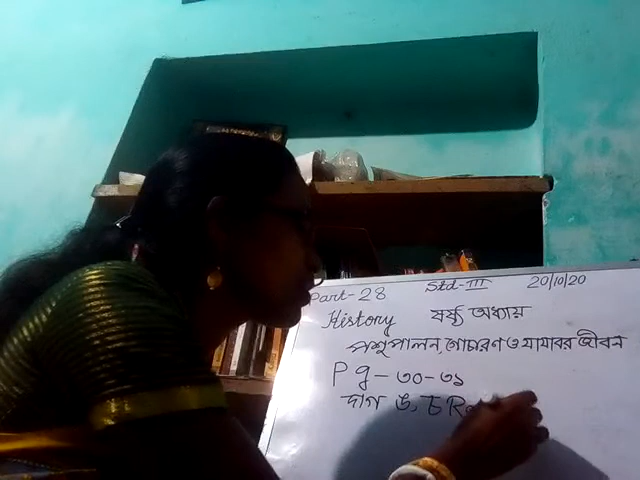 Part-28 Std-III 20/10/20
History ষষ্ঠ অধ্যায়
পশুপালন, গোচারণ ও যাযাবর জীবন
Pg - ৩০-৩১
দাগ ঙ, চ